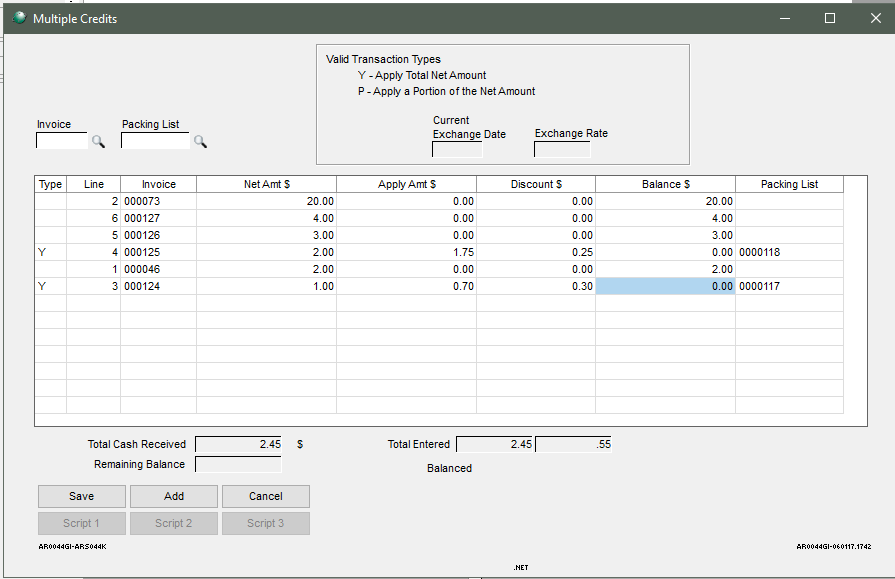 Multiple Credits
Valid Transaction Types
Y - Apply Total Net Amount
P - Apply a Portion of the Net Amount
Invoice
Packing List
Current
Exchange Date
Exchange Rate
Type Line Invoice Net Amt $ Apply Amt $ Discount $ Balance $ Packing List
2 000073 20.00 0.00 0.00 20.00
6 000127 4.00 0.00 0.00 4.00
5 000126 3.00 0.00 0.00 3.00
Y 4 000125 2.00 1.75 0.25 0.00 0000118
1 000046 2.00 0.00 0.00 2.00
Y 3 000124 1.00 0.70 0.30 0.00 0000117
Total Cash Received 2.45 $ Total Entered 2.45 .55
Remaining Balance Balanced
Save Add Cancel
Script 1 Script 2 Script 3
AR0044GI-ARS044K AR0044GI-060117.1742
.NET